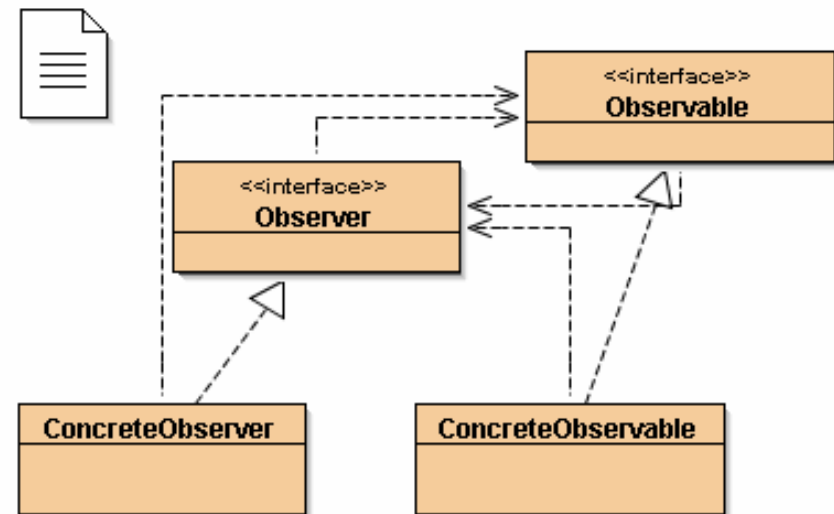 <<interface>>
Observable
<<interface>>
Observer
ConcreteObserver
ConcreteObservable